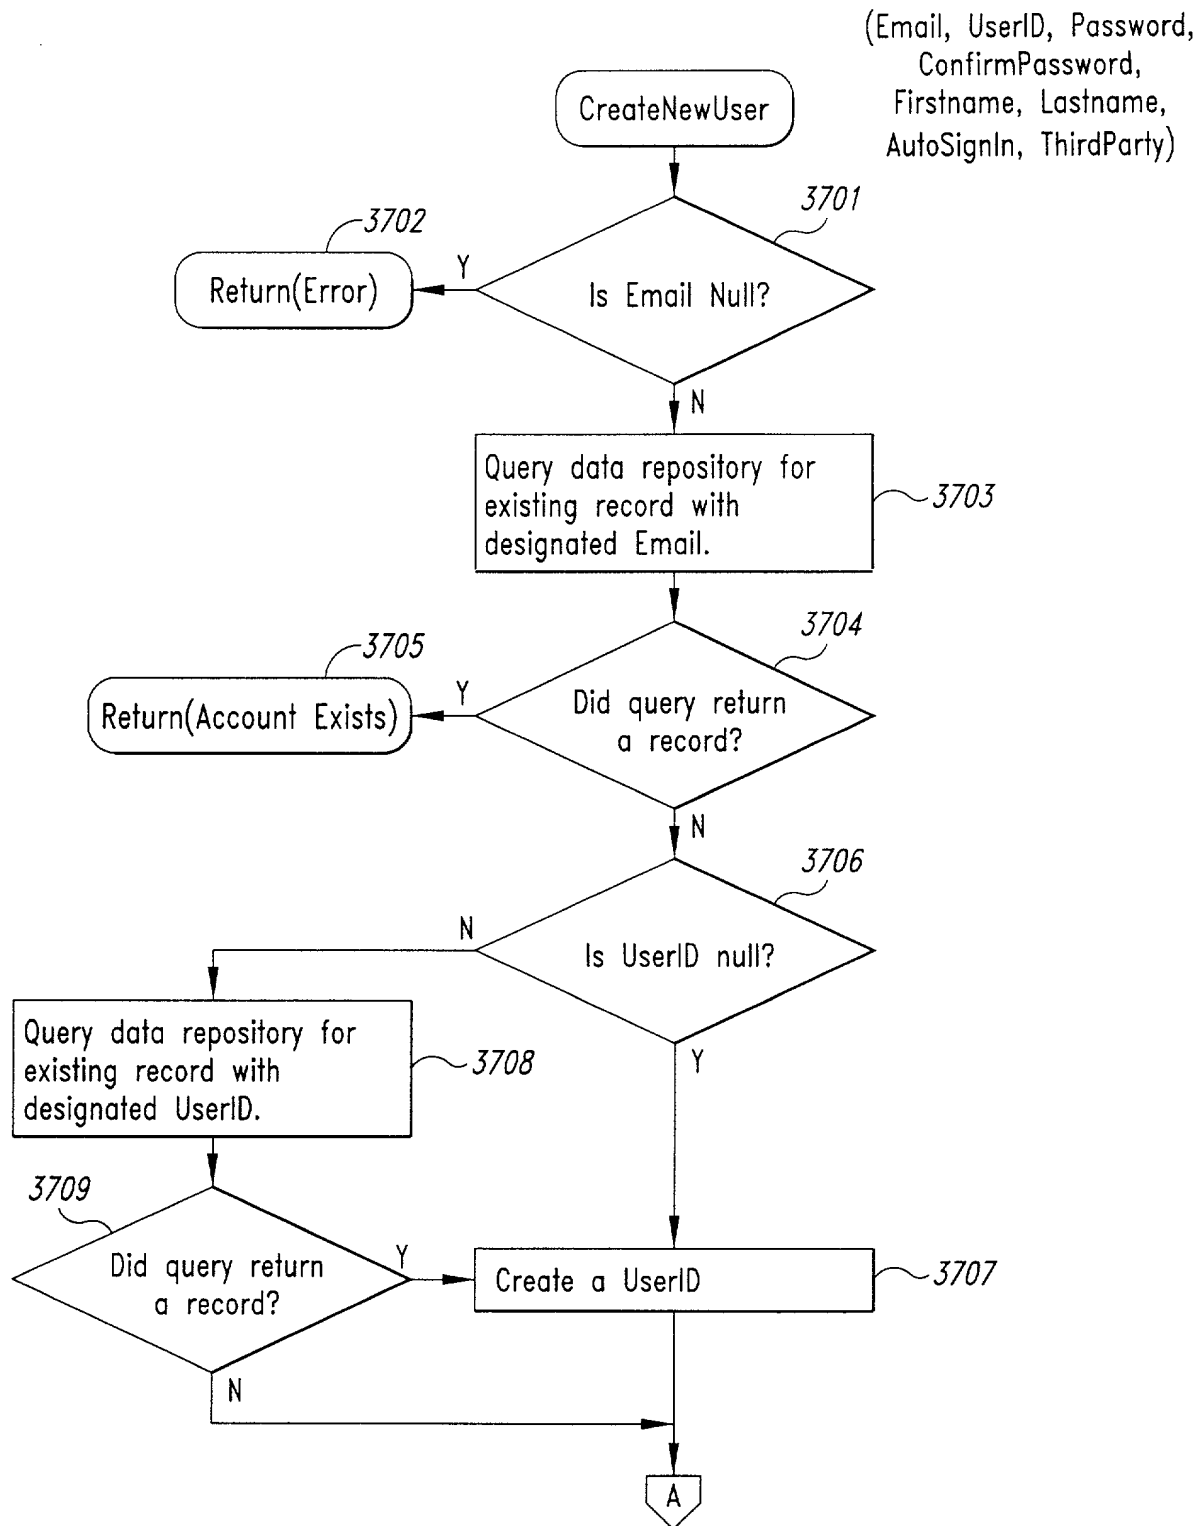 (Email, UserID, Password,
ConfirmPassword,
Firstname, Lastname,
AutoSignIn, ThirdParty)
CreateNewUser
3701
3702
Y
Return(Error)
Is Email Null?
N
Query data repository for
existing record with
designated Email.
3703
3704
3705
Y
Return(Account Exists)
Did query return
a record?
N
3706
N
Is UserID null?
Y
Query data repository for
existing record with
designated UserID.
3708
3709
Y
Did query return
a record?
Create a UserID
3707
N
A